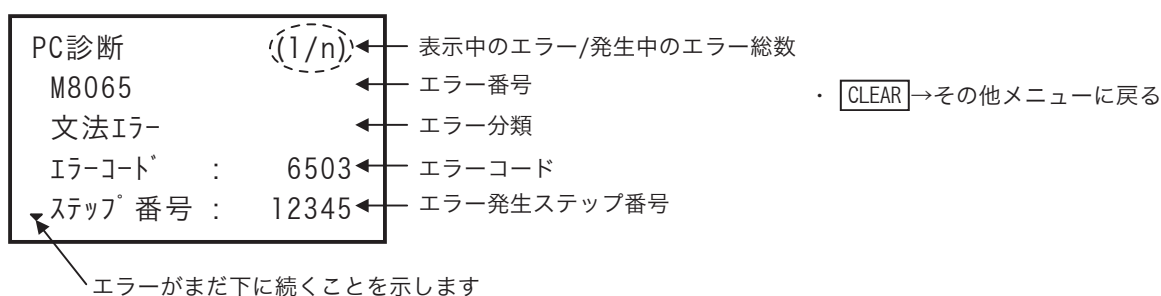 PC診断 (1/n) 表示中のエラー/発生中のエラー総数
M8065 エラー番号
・ CLEAR→その他メニューに戻る
文法ｴﾗｰ エラー分類
ｴﾗｰｺｰﾄﾞ : 6503 エラーコード
ｽﾃｯﾌﾟ番号 : 12345 エラー発生ステップ番号
エラーがまだ下に続くことを示します